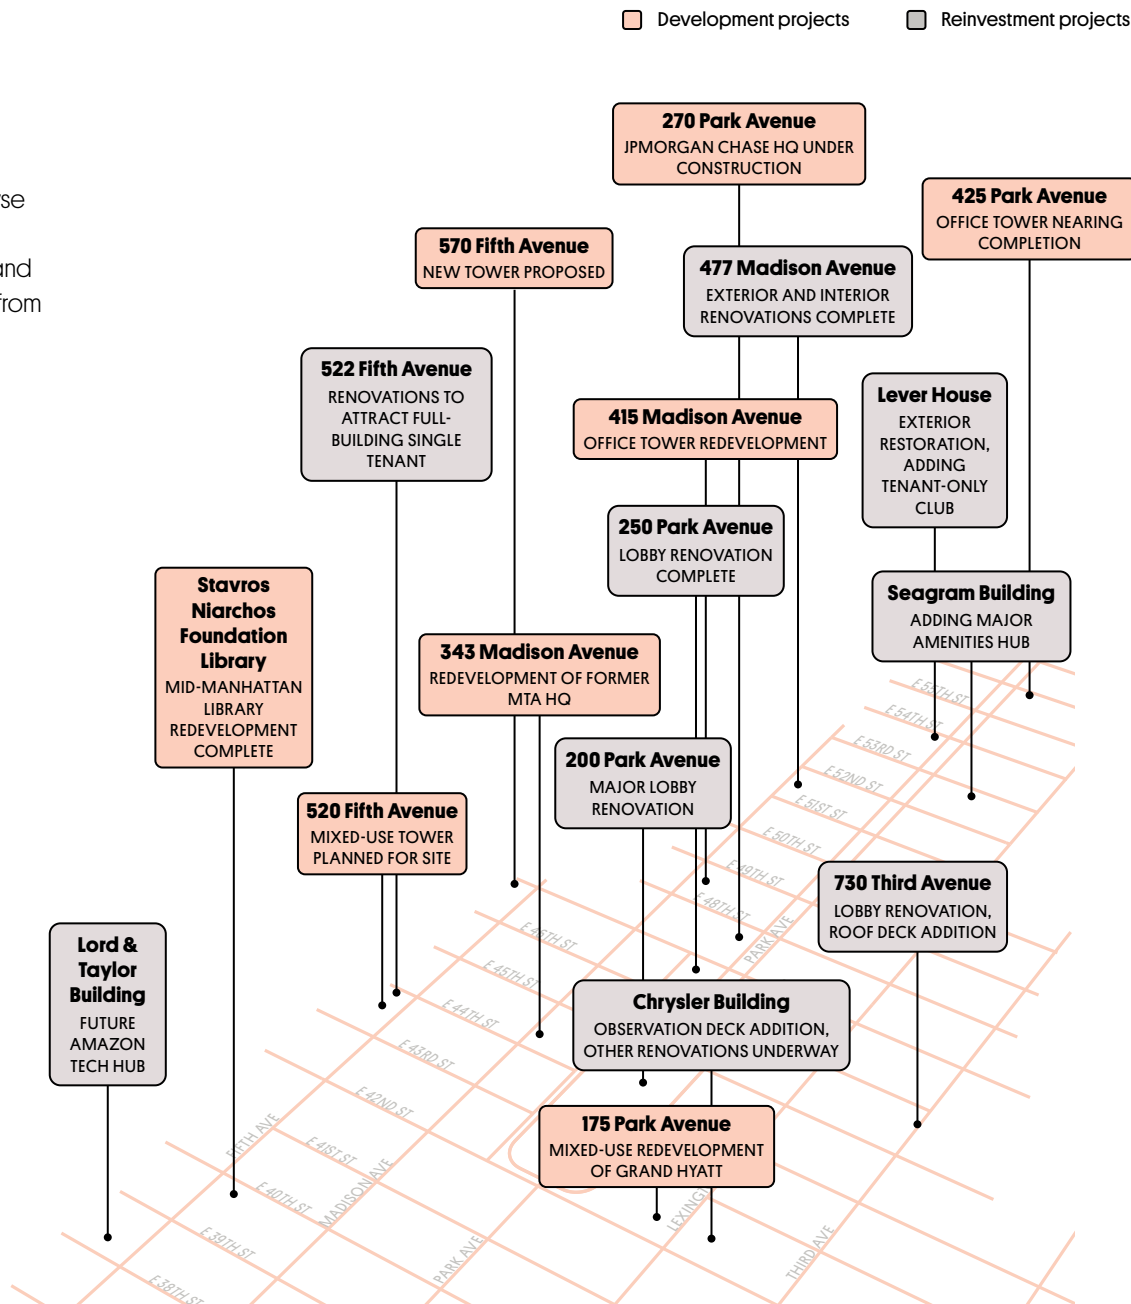 Development projects
Reinvestment projects
se
and
from
270 Park Avenue
JPMORGAN CHASE HQ UNDER
CONSTRUCTION
425 Park Avenue
OFFICE TOWER NEARING
COMPLETION
570 Fifth Avenue
NEW TOWER PROPOSED
477 Madison Avenue
EXTERIOR AND INTERIOR
RENOVATIONS COMPLETE
522 Fifth Avenue
RENOVATIONS TO
ATTRACT FULL-
BUILDING SINGLE
TENANT
Lever House
EXTERIOR
RESTORATION,
ADDING
TENANT-ONLY
CLUB
415 Madison Avenue
OFFICE TOWER REDEVELOPMENT
250 Park Avenue
LOBBY RENOVATION
COMPLETE
Stavros
Niarchos
Foundation
Library
MID-MANHATTAN
LIBRARY
REDEVELOPMENT
COMPLETE
Seagram Building
ADDING MAJOR
AMENITIES HUB
343 Madison Avenue
REDEVELOPMENT OF FORMER
MTA HQ
200 Park Avenue
MAJOR LOBBY
RENOVATION
520 Fifth Avenue
MIXED-USE TOWER
PLANNED FOR SITE
730 Third Avenue
LOBBY RENOVATION,
ROOF DECK ADDITION
Lord &
Taylor
Building
FUTURE
AMAZON
TECH HUB
Chrysler Building
OBSERVATION DECK ADDITION,
OTHER RENOVATIONS UNDERWAY
175 Park Avenue
MIXED-USE REDEVELOPMENT
OF GRAND HYATT
E 55TH ST
E 54TH ST
E 53RD ST
E 52ND ST
E 51ST ST
E 50TH ST
E 49TH ST
E 48TH ST
E 46TH ST
E 45TH ST
E 44TH ST
E 43RD ST
E 42ND ST
E 41ST ST
E 40TH ST
E 39TH ST
E 38TH ST
PARK AVE
FIFTH AVE
MADISON AVE
PARK AVE
LEXING
THIRD AVE